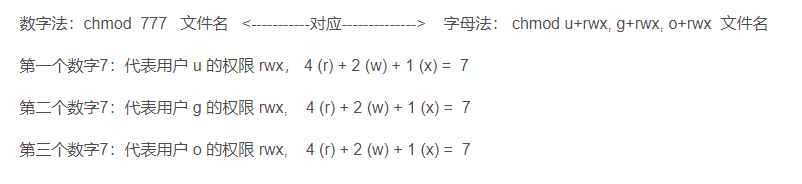 数字法：chmod 777 文件名 <-----------对应--------------> 字母法： chmod u+rwx, g+rwx, o+rwx 文件名
第一个数字7：代表用户 u 的权限 rwx， 4 (r) + 2 (w) + 1 (x) = 7
第二个数字7：代表用户 g 的权限 rwx, 4 (r) + 2 (w) + 1 (x) = 7
第三个数字7：代表用户 o 的权限 rwx, 4 (r) + 2 (w) + 1 (x) = 7